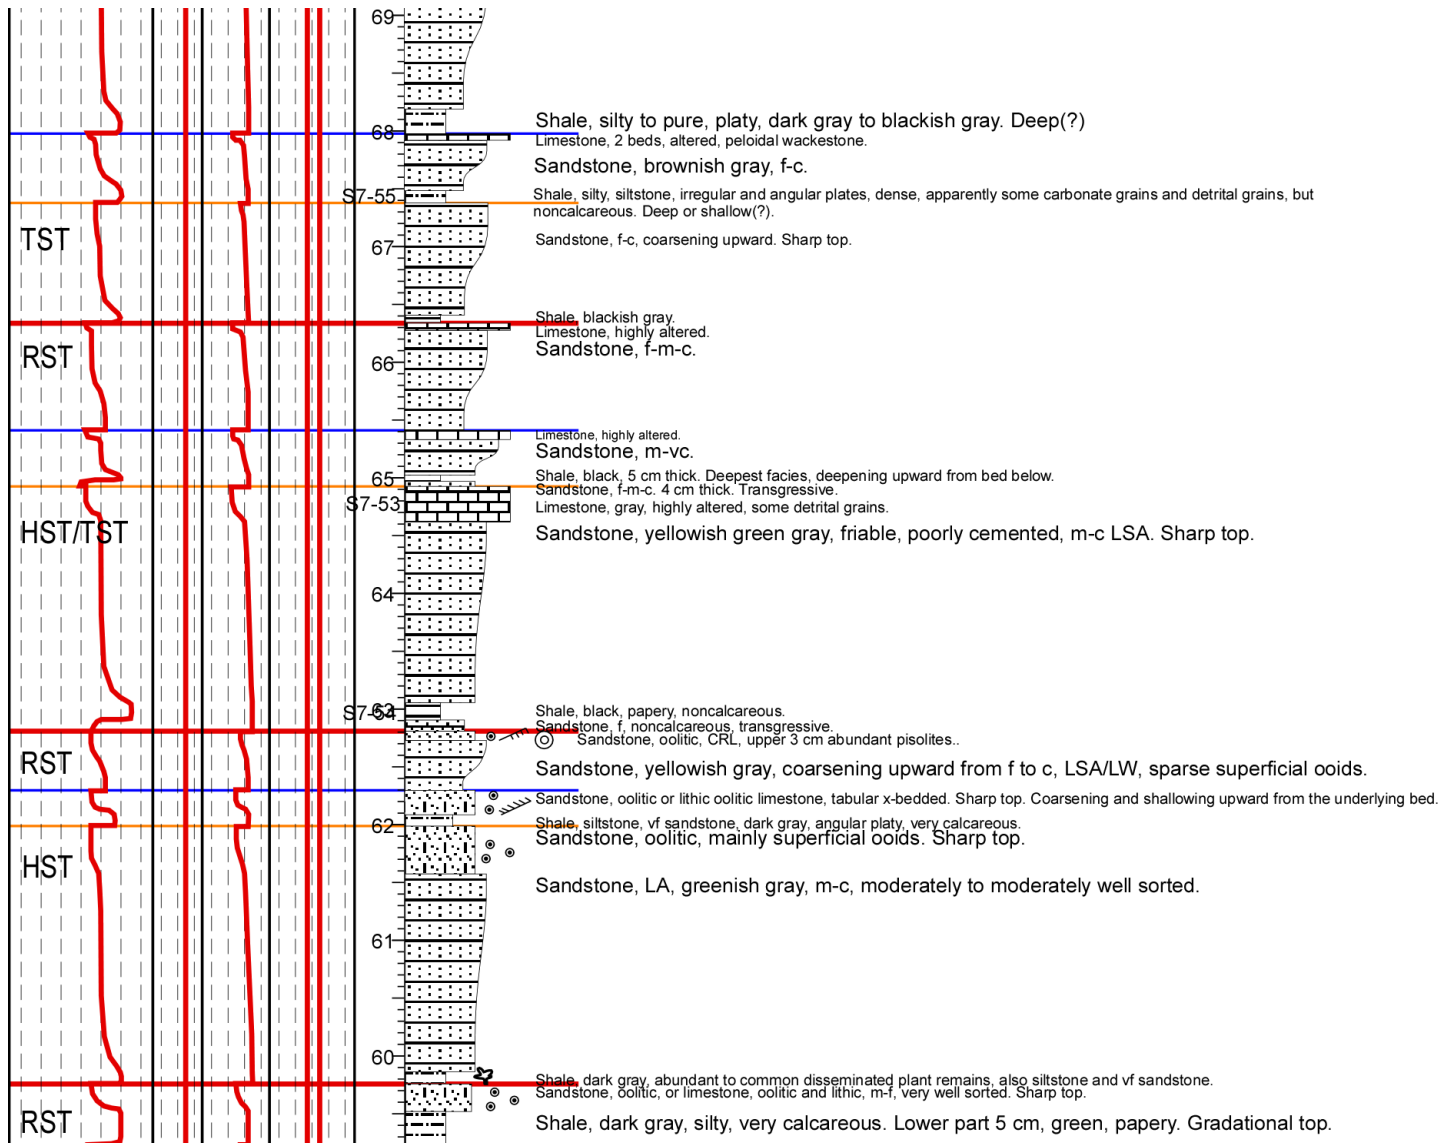 69
Shale, silty to pure, platy, dark gray to blackish gray. Deep(?)
68
Limestone, 2 beds, altered, peloidal wackestone.
Sandstone, brownish gray, f-c.
S7-55
Shale, silty, siltstone, irregular and angular plates, dense, apparently some carbonate grains and detrital grains, but
noncalcareous. Deep or shallow(?).
TST
67
Sandstone, f-c, coarsening upward. Sharp top.
Shale, blackish gray.
Limestone, highly altered.
Sandstone, f-m-c.
RST
66
Limestone, highly altered.
Sandstone, m-vc.
65
Shale, black, 5 cm thick. Deepest facies, deepening upward from bed below.
Sandstone, f-m-c. 4 cm thick. Transgressive.
S7-53
Limestone, gray, highly altered, some detrital grains.
HST/TST
Sandstone, yellowish green gray, friable, poorly cemented, m-c LSA. Sharp top.
64
63
S7-54
Shale, black, papery, noncalcareous.
Sandstone, f, noncalcareous, transgressive.
Sandstone, oolitic, CRL, upper 3 cm abundant pisolites..
RST
Sandstone, yellowish gray, coarsening upward from f to c, LSA/LW, sparse superficial ooids.
Sandstone, oolitic or lithic oolitic limestone, tabular x-bedded. Sharp top. Coarsening and shallowing upward from the underlying bed.
62
Shale, siltstone, vf sandstone, dark gray, angular platy, very calcareous.
Sandstone, oolitic, mainly superficial ooids. Sharp top.
HST
Sandstone, LA, greenish gray, m-c, moderately to moderately well sorted.
61
60
Shale, dark gray, abundant to common disseminated plant remains, also siltstone and vf sandstone.
Sandstone, oolitic, or limestone, oolitic and lithic, m-f, very well sorted. Sharp top.
RST
Shale, dark gray, silty, very calcareous. Lower part 5 cm, green, papery. Gradational top.